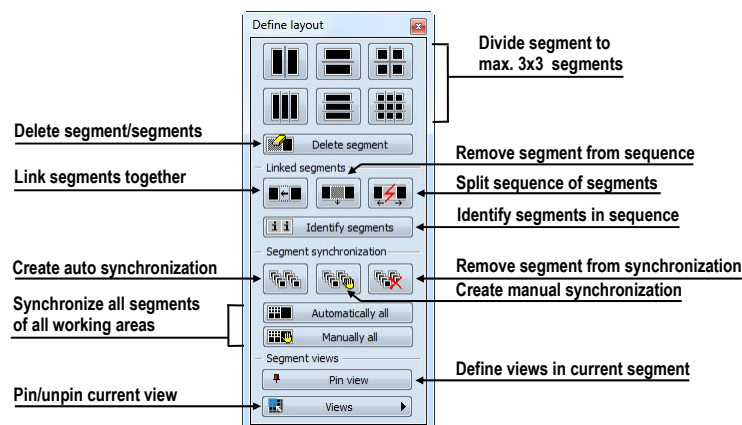 Define layout
Divide segment to
max. 3x3 segments
Delete segment/segments
Delete segment
Linked segments
Remove segment from sequence
Link segments together
Split sequence of segments
Identify segments
Identify segments in sequence
Segment synchronization
Create auto synchronization
Remove segment from synchronization
Create manual synchronization
Synchronize all segments
of all working areas
Automatically all
Manually all
Segment views
Pin view
Define views in current segment
Pin/unpin current view
Views